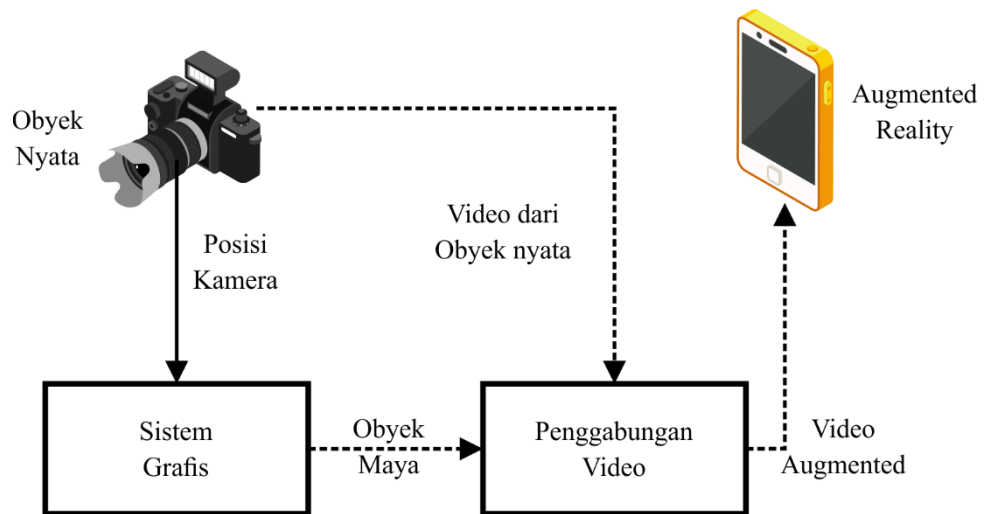 Obyek
Nyata
Augmented
Reality
Posisi
Kamera
Video dari
Obyek nyata
Sistem
Grafis
Obyek
Maya
Penggabungan
Video
Video
Augmented